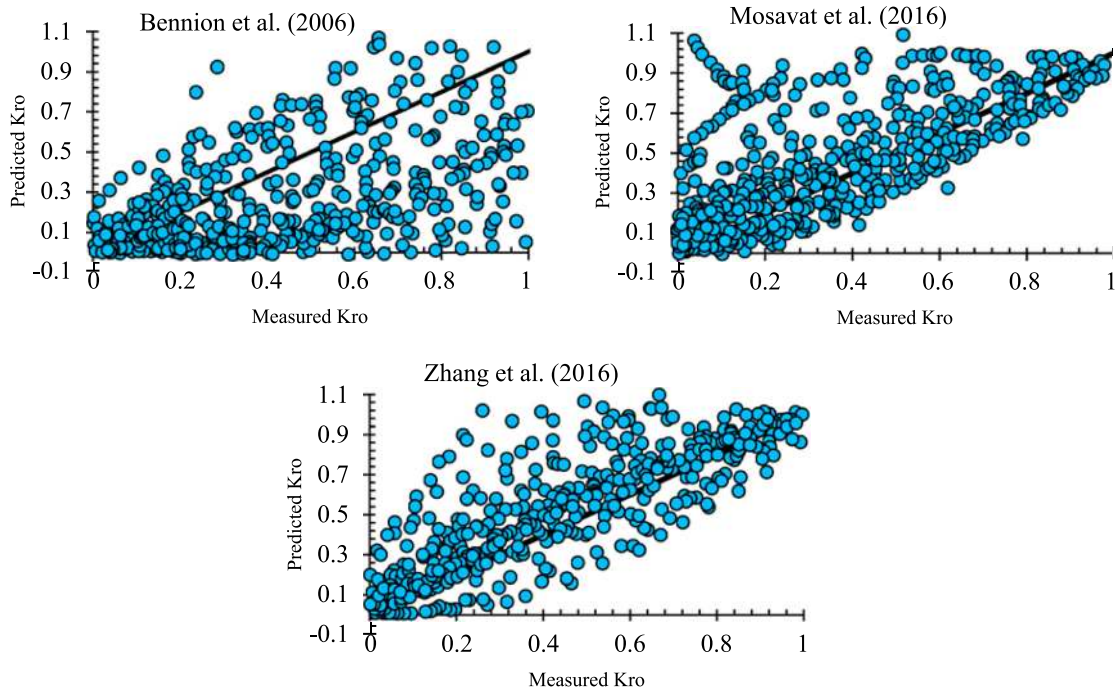 Bennion et al. (2006)
1.1
0.9
0.7
0.5
0.3
0.1
-0.1
Predicted Kro
0 0.2 0.4 0.6 0.8 1
Measured Kro
Mosavat et al. (2016)
1.1
0.9
0.7
0.5
0.3
0.1
-0.1
Predicted Kro
0 0.2 0.4 0.6 0.8 1
Measured Kro
Zhang et al. (2016)
1.1
0.9
0.7
0.5
0.3
0.1
-0.1
Predicted Kro
0 0.2 0.4 0.6 0.8 1
Measured Kro